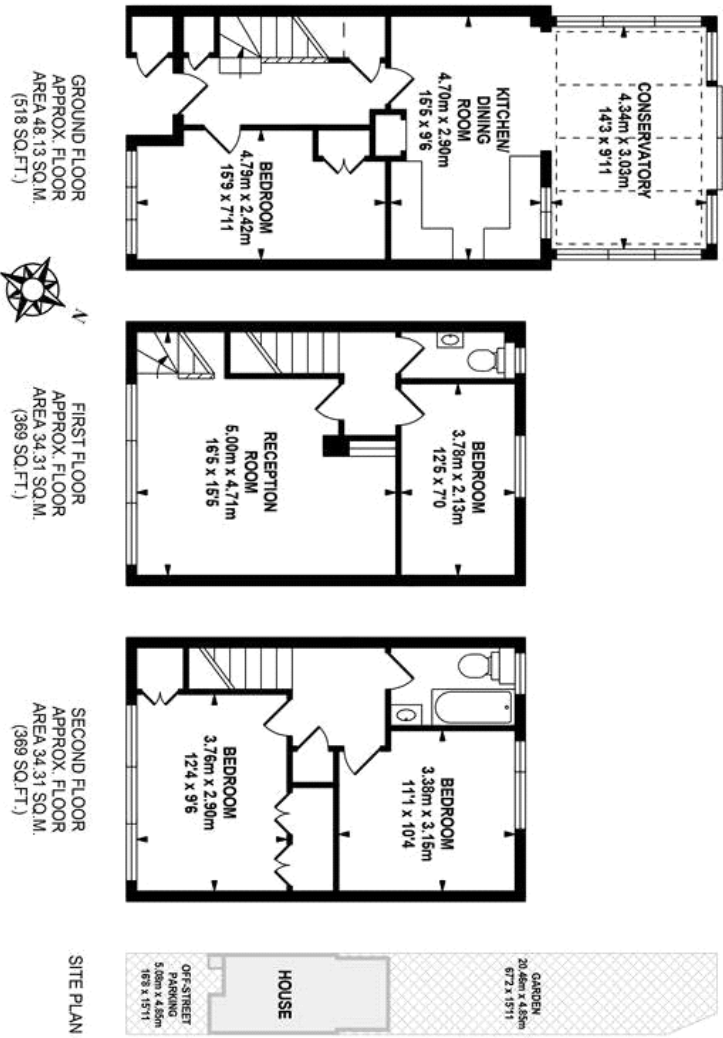 CONSERVATORY
4.34m x 3.03m
14'3 x 9'11
KITCHEN/
DINING
ROOM
4.70m x 2.90m
15'5 x 9'6
BEDROOM
4.79m x 2.42m
15'9 x 7'11
GROUND FLOOR
APPROX. FLOOR
AREA 48.13 SQ.M.
(518 SQ.FT.)
N
BEDROOM
3.78m x 2.13m
12'5 x 7'0
RECEPTION
ROOM
5.00m x 4.71m
16'5 x 15'5
FIRST FLOOR
APPROX. FLOOR
AREA 34.31 SQ.M.
(369 SQ.FT.)
BEDROOM
3.38m x 3.15m
11'1 x 10'4
BEDROOM
3.76m x 2.90m
12'4 x 9'6
SECOND FLOOR
APPROX. FLOOR
AREA 34.31 SQ.M.
(369 SQ.FT.)
GARDEN
20.46m x 4.85m
67'2 x 15'11
HOUSE
OFF-STREET
PARKING
5.08m x 4.85m
16'8 x 15'11
SITE PLAN